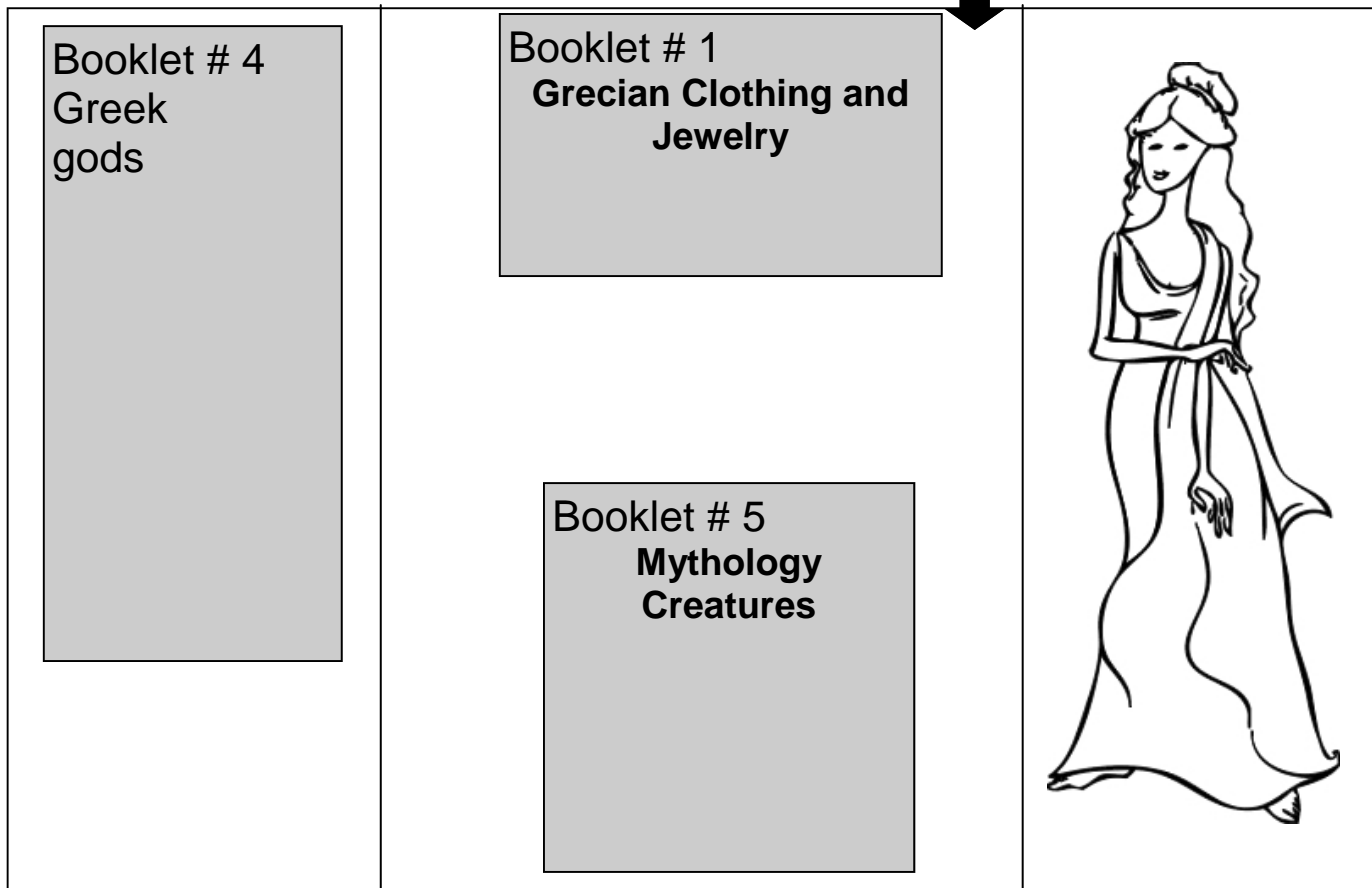 Booklet # 4
Greek
gods
Booklet # 1
Grecian Clothing and
Jewelry
Booklet # 5
Mythology
Creatures